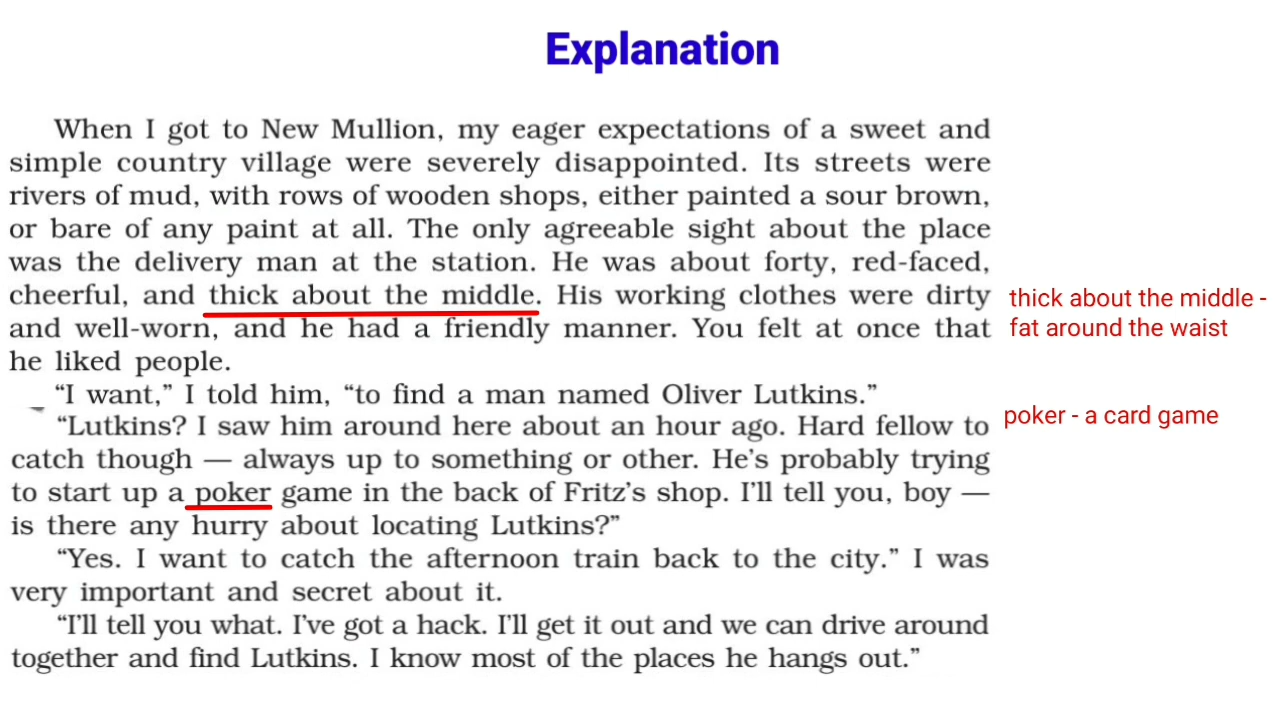 Explanation
When I got to New Mullion, my eager expectations of a sweet and
simple country village were severely disappointed. Its streets were
rivers of mud, with rows of wooden shops, either painted a sour brown,
or bare of any paint at all. The only agreeable sight about the place
was the delivery man at the station. He was about forty, red-faced,
cheerful, and thick about the middle. His working clothes were dirty
and well-worn, and he had a friendly manner. You felt at once that
he liked people.
“I want,” I told him, “to find a man named Oliver Lutkins.”
“Lutkins? I saw him around here about an hour ago. Hard fellow to
catch though — always up to something or other. He’s probably trying
to start up a poker game in the back of Fritz’s shop. I’ll tell you, boy —
is there any hurry about locating Lutkins?”
“Yes. I want to catch the afternoon train back to the city.” I was
very important and secret about it.
“I’ll tell you what. I’ve got a hack. I’ll get it out and we can drive around
together and find Lutkins. I know most of the places he hangs out.”
thick about the middle -
fat around the waist
poker - a card game